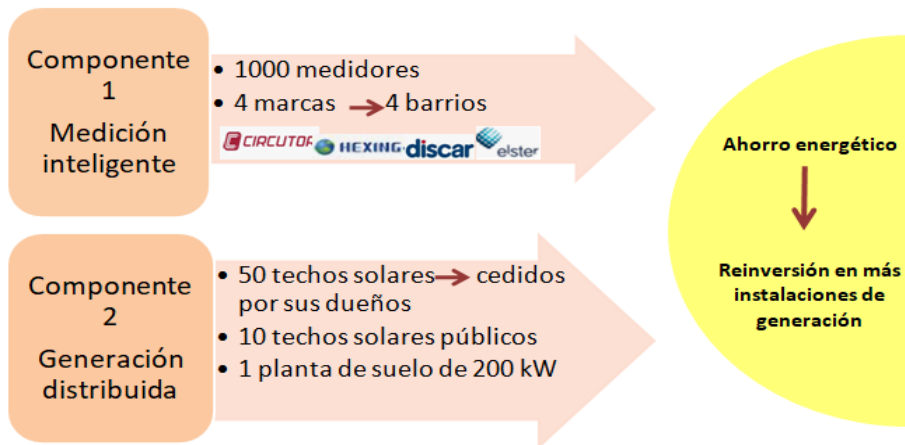 Componente
1
Medición
inteligente
• 1000 medidores
• 4 marcas → 4 barrios
CIRCUTOR
HEXING
discar
elster
Componente
2
Generación
distribuida
• 50 techos solares → cedidos
por sus dueños
• 10 techos solares públicos
• 1 planta de suelo de 200 kW
Ahorro energético
Reinversión en más
instalaciones de
generación